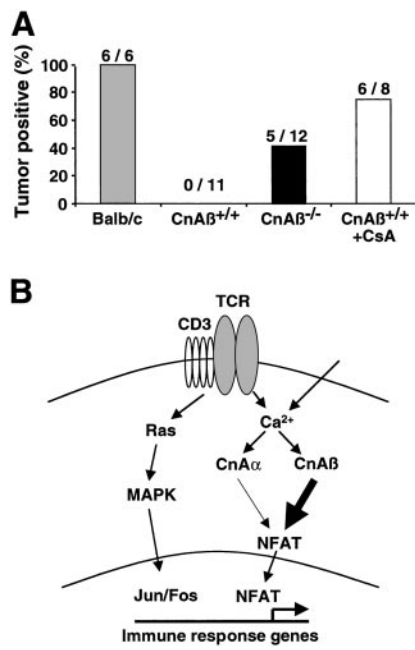 A
Tumor positive (%)
100
80
60
40
20
0
6 / 6
0 / 11
5 / 12
6 / 8
Balb/c
CnAß+/+
CnAß-/-
CnAß+/+
+CsA
B
TCR
CD3
Ras
Ca2+
CnAα
CnAß
MAPK
NFAT
Jun/Fos
NFAT
Immune response genes